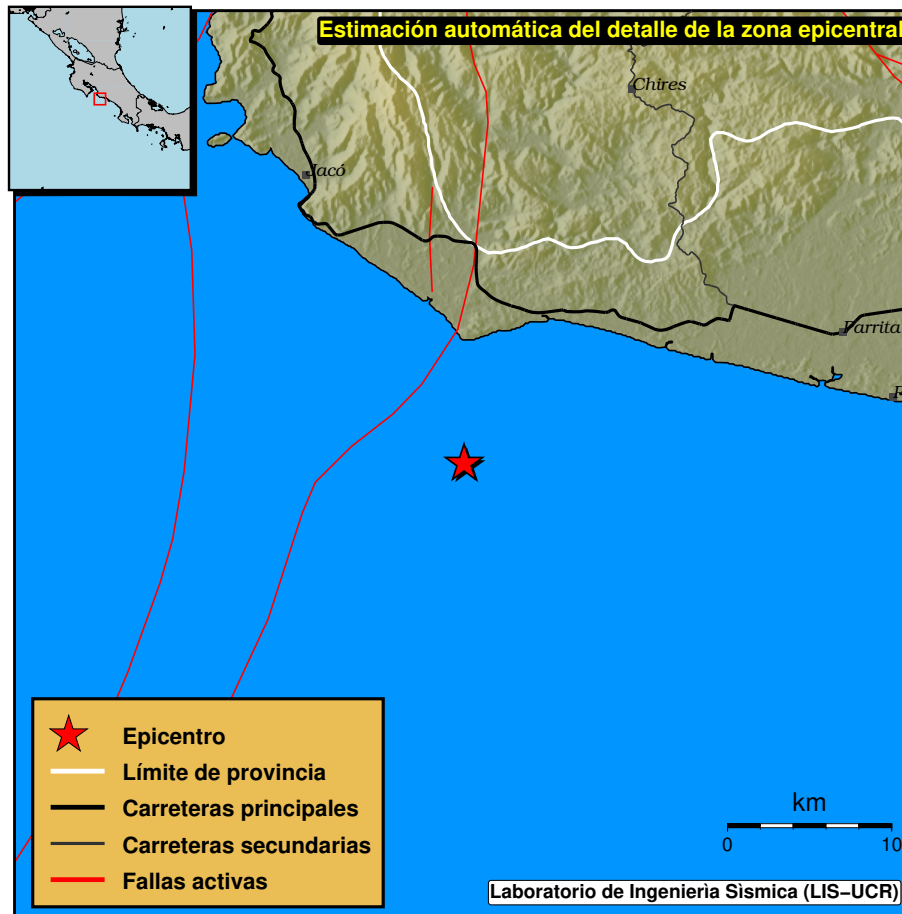 Estimación automática del detalle de la zona epicentral
Chires
Jacó
Parrita
Epicentro
Límite de provincia
Carreteras principales
Carreteras secundarias
Fallas activas
km
0
10
Laboratorio de Ingenierìa Sìsmica (LIS−UCR)